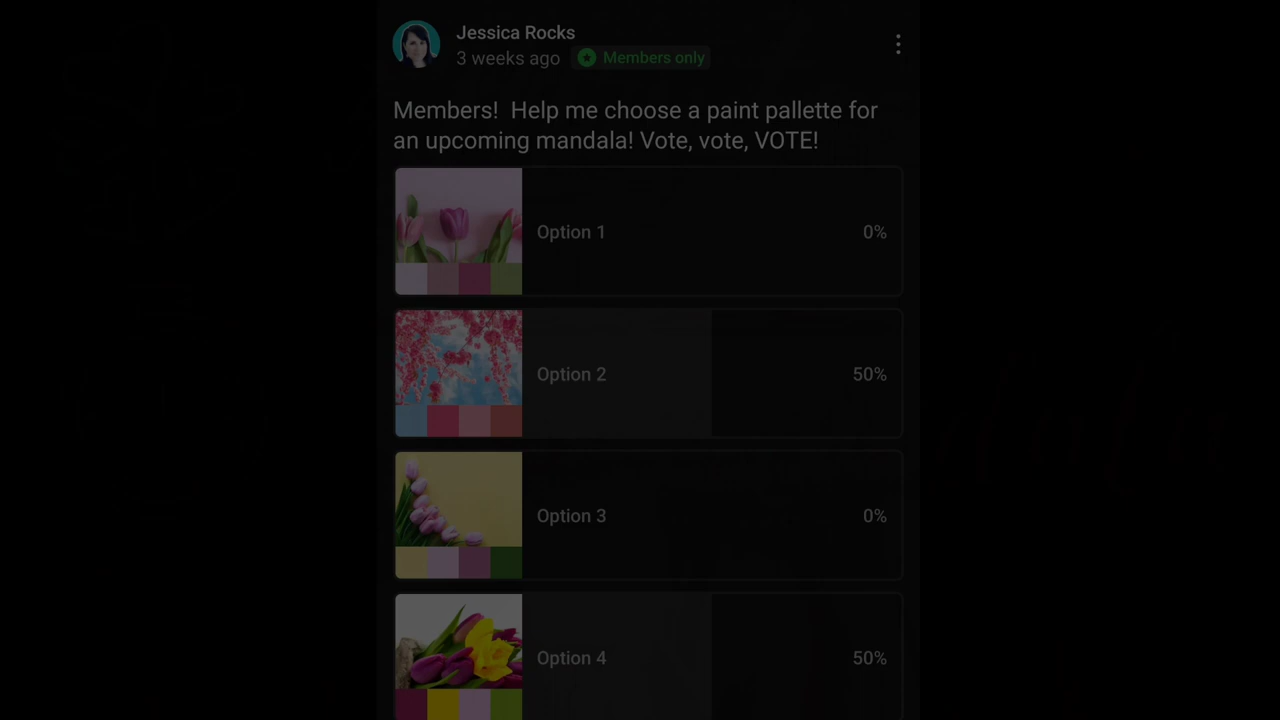 Jessica Rocks
3 weeks ago Members only
Members! Help me choose a paint pallette for
an upcoming mandala! Vote, vote, VOTE!
Option 1 0%
Option 2 50%
Option 3 0%
Option 4 50%